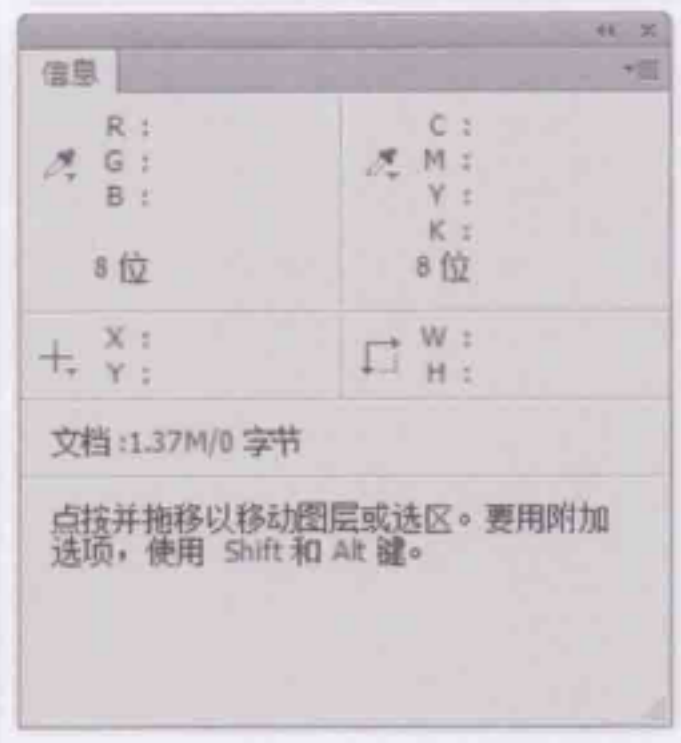 信息
R :
G :
B :
8 位
C :
M :
Y :
K :
8 位
X :
Y :
W :
H :
文档 :1.37M/0 字节
点按并拖移以移动图层或选区。要用附加
选项，使用 Shift 和 Alt 键。